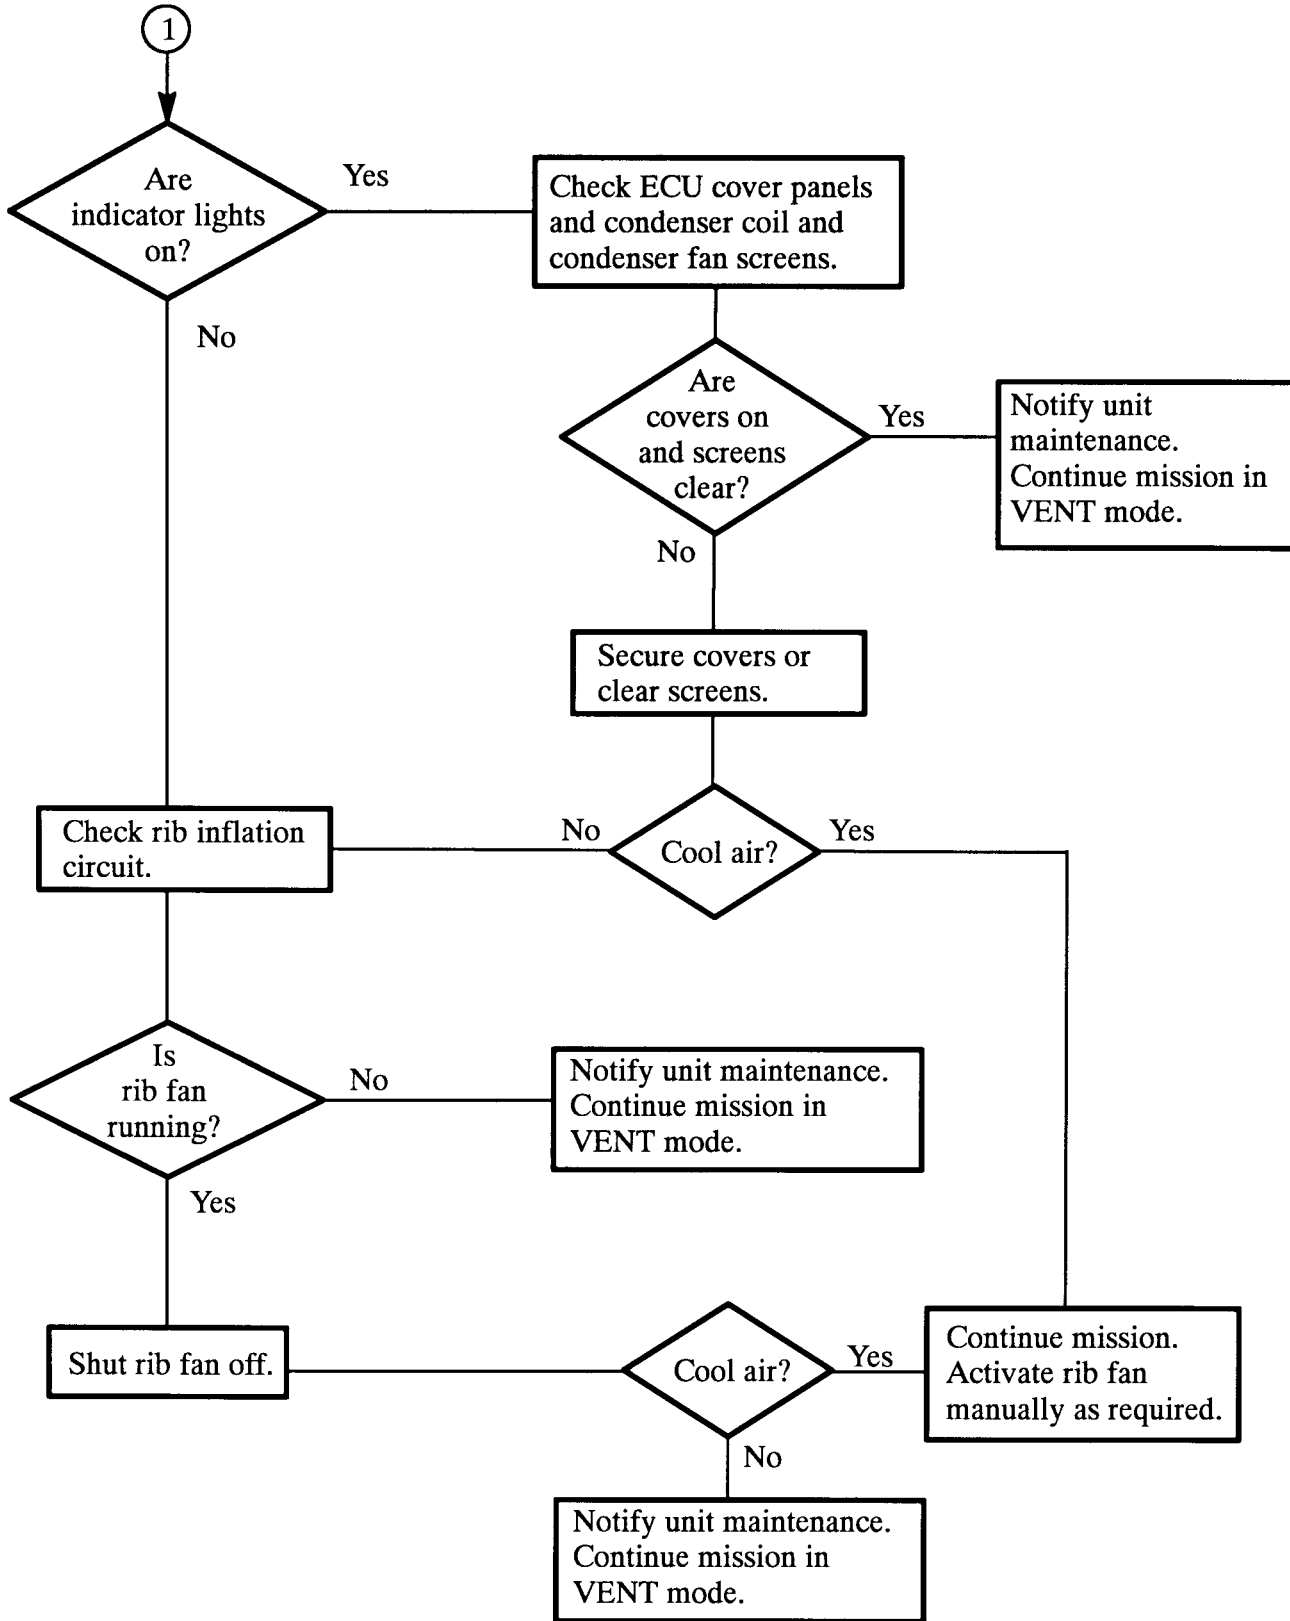 1
Are
indicator lights
on?
Yes
Check ECU cover panels
and condenser coil and
condenser fan screens.
No
Are
covers on
and screens
clear?
Yes
Notify unit
maintenance.
Continue mission in
VENT mode.
No
Secure covers or
clear screens.
Check rib inflation
circuit.
No
Cool air?
Yes
Is
rib fan
running?
No
Notify unit maintenance.
Continue mission in
VENT mode.
Yes
Shut rib fan off.
Cool air?
Yes
Continue mission.
Activate rib fan
manually as required.
No
Notify unit maintenance.
Continue mission in
VENT mode.